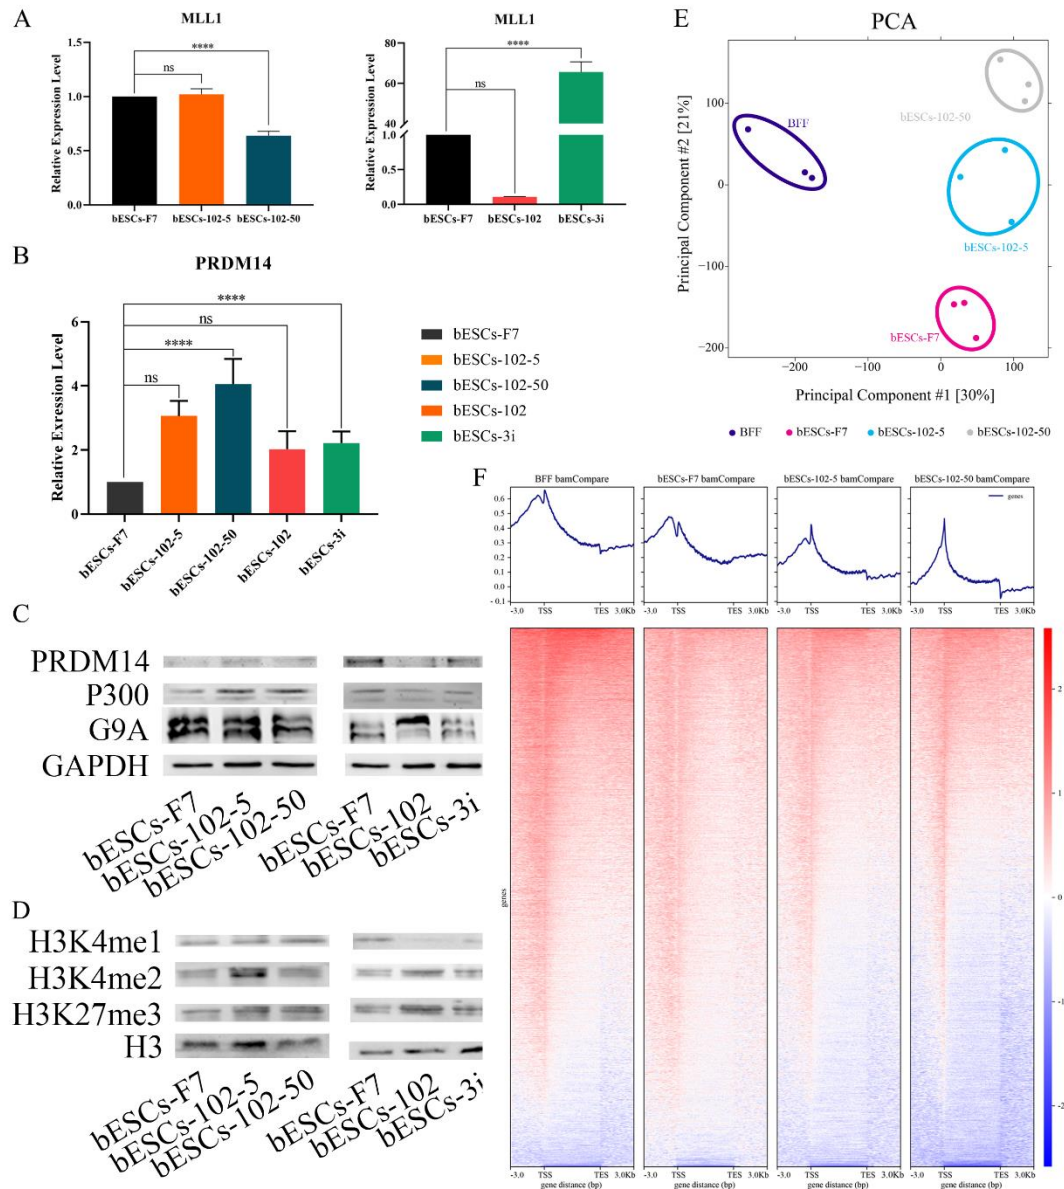 A
MLL1
Relative Expression Level
1.5
1.0
0.5
0.0
****
ns
bESCs-F7 bESCs-102-5 bESCs-102-50
MLL1
Relative Expression Level
80
60
40
1.0
0.5
0.0
****
ns
bESCs-F7 bESCs-102 bESCs-3i
B
PRDM14
Relative Expression Level
6
4
2
0
****
ns
****
ns
bESCs-F7
bESCs-102-5
bESCs-102-50
bESCs-102
bESCs-3i
bESCs-F7
bESCs-102-5
bESCs-102-50
bESCs-102
bESCs-3i
C
PRDM14
P300
G9A
GAPDH
bESCs-F7
bESCs-102-5
bESCs-102-50
bESCs-F7
bESCs-102
bESCs-3i
D
H3K4me1
H3K4me2
H3K27me3
H3
bESCs-F7
bESCs-102-5
bESCs-102-50
bESCs-F7
bESCs-102
bESCs-3i
E
PCA
Principal Component #2 [21%]
100
0
−100
−200
BFF
bESCs-102-50
bESCs-102-5
bESCs-F7
−200 −100 0 100
Principal Component #1 [30%]
BFF bESCs-F7 bESCs-102-5 bESCs-102-50
F
BFF bamCompare bESCs-F7 bamCompare bESCs-102-5 bamCompare bESCs-102-50 bamCompare
genes
0.6
0.5
0.4
0.3
0.2
0.1
0.0
-0.1
-3.0 TSS TES 3.0Kb -3.0 TSS TES 3.0Kb -3.0 TSS TES 3.0Kb -3.0 TSS TES 3.0Kb
genes
2
1
0
-1
-2
-3.0 TSS TES 3.0Kb -3.0 TSS TES 3.0Kb -3.0 TSS TES 3.0Kb -3.0 TSS TES 3.0Kb
gene distance (bp) gene distance (bp) gene distance (bp) gene distance (bp)